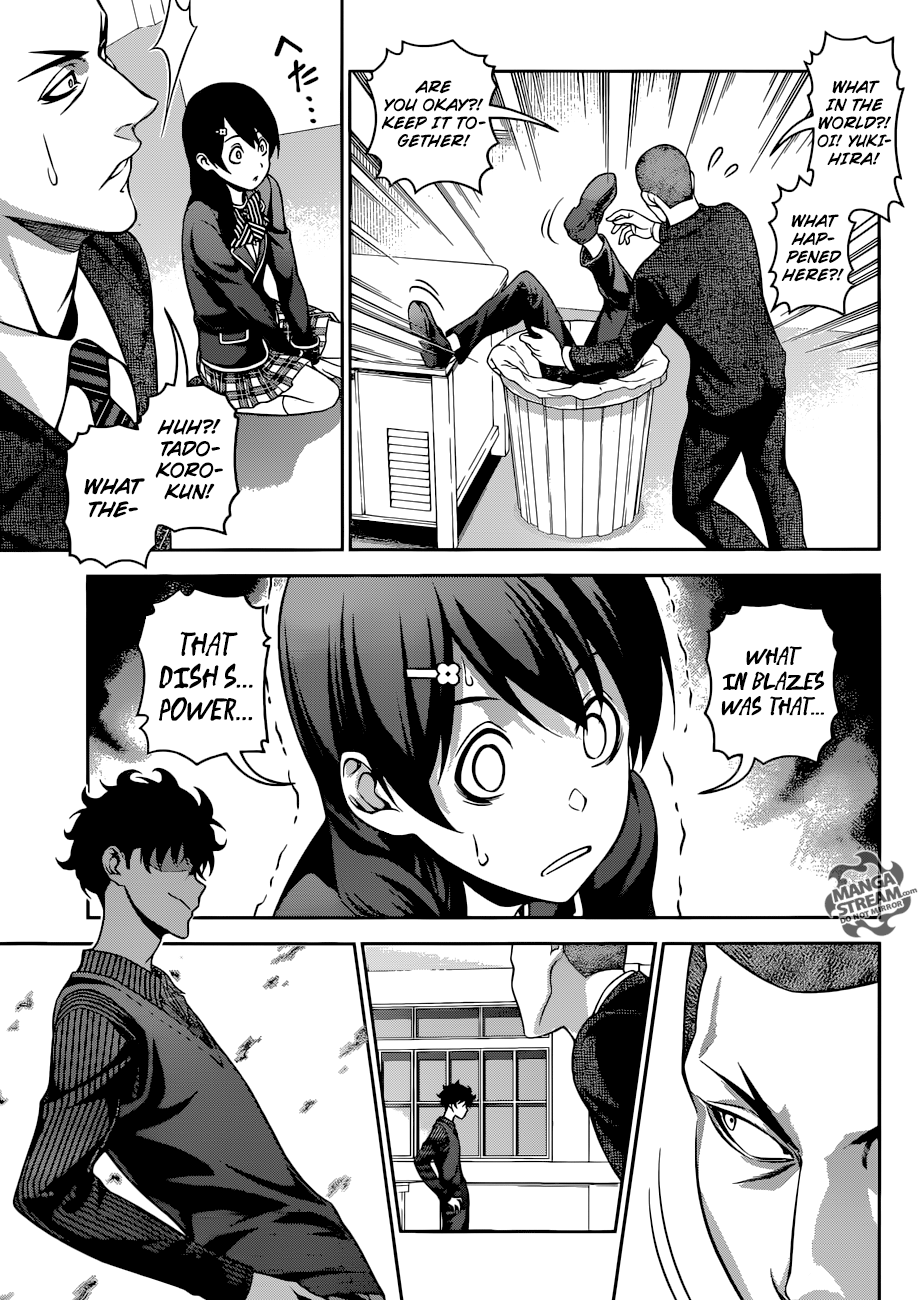 WHAT
IN THE
WORLD?!
OI! YUKI-
HIRA!
WHAT
HAP-
PENED
HERE?!
ARE
YOU OKAY?!
KEEP IT TO-
GETHER!
へた…
HUH?!
TADO-
KORO-
KUN!
WHAT
THE-
WHAT
IN BLAZES
WAS THAT...
THAT
DISH S...
POWER...
MANGA
STREAM.com
DO NOT MIRROR